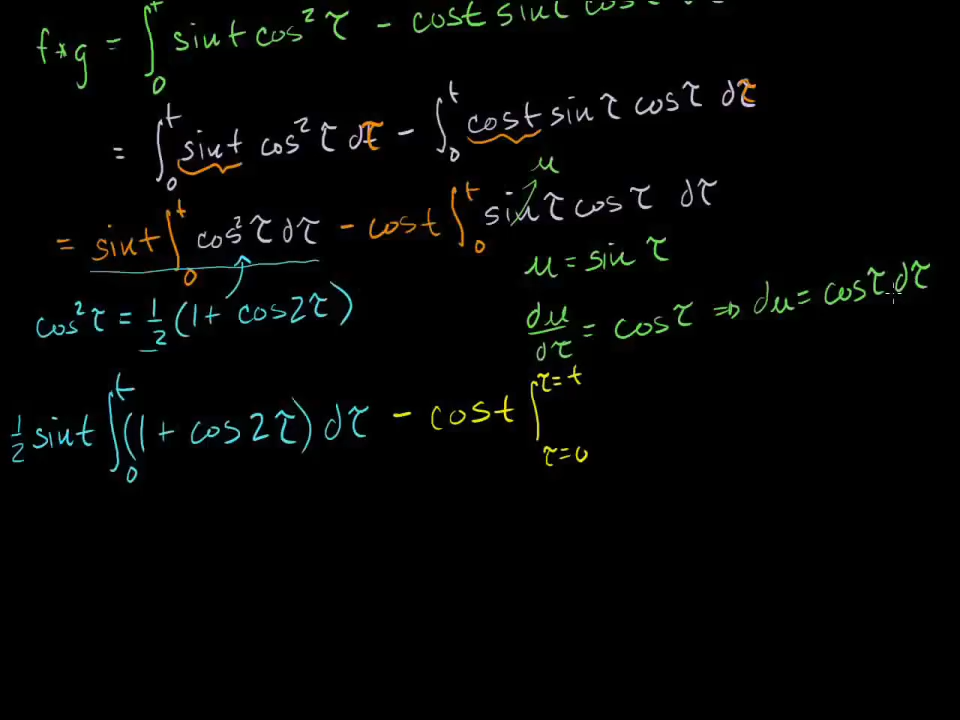 f*g = ∫₀ᵗ sin t cos² τ - cos t sin τ cos τ dτ
= ∫₀ᵗ sin t cos² τ dτ - ∫₀ᵗ cos t sin τ cos τ dτ
u
= sin t ∫₀ᵗ cos² τ dτ - cos t ∫₀ᵗ sin τ cos τ dτ
u = sin τ
cos² τ = 1/2 (1 + cos 2τ)
du/dτ = cos τ ⇒ du = cos τ dτ
1/2 sin t ∫₀ᵗ (1 + cos 2τ) dτ - cos t ∫_{τ=0}^{τ=t}